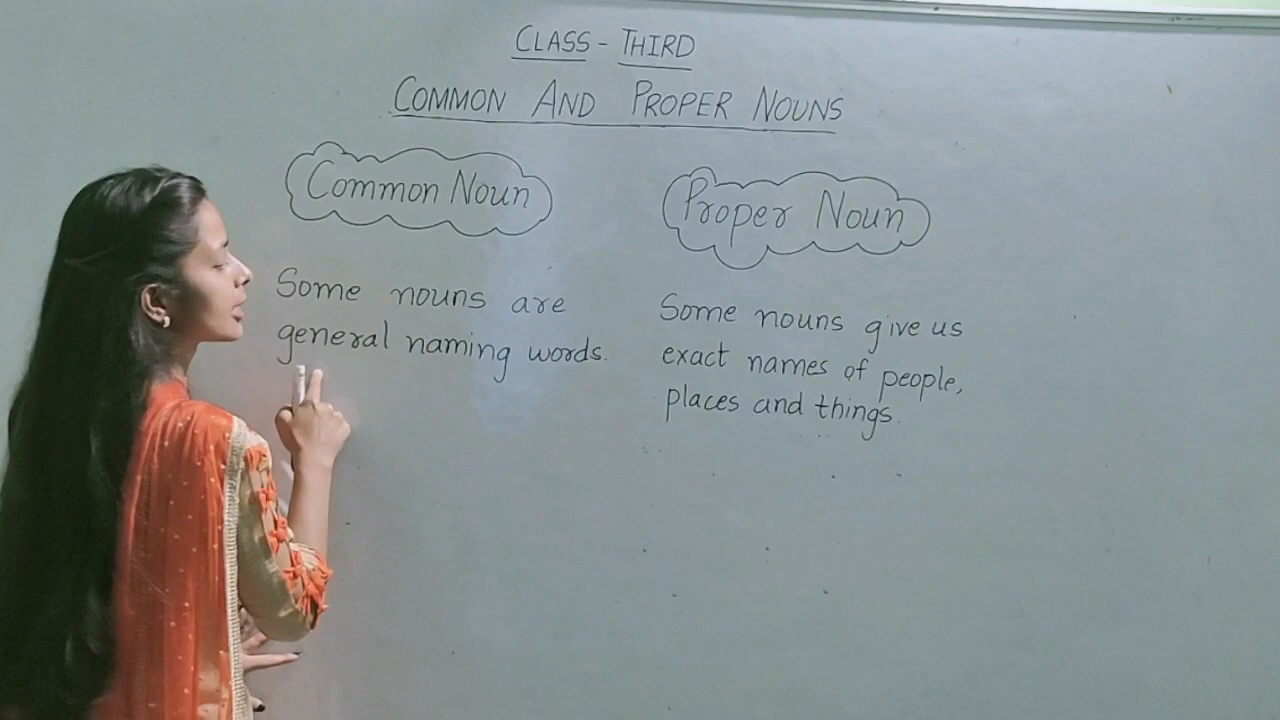 CLASS - THIRD
COMMON AND PROPER NOUNS
Common Noun
Some nouns are
general naming words.
Proper Noun
Some nouns give us
exact names of people,
places and things.